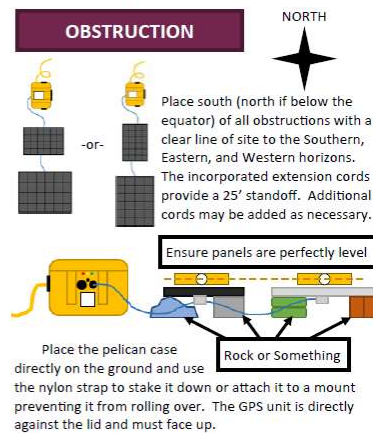 OBSTRUCTION
NORTH
-or-
Place south (north if below the
equator) of all obstructions with a
clear line of site to the Southern,
Eastern, and Western horizons.
The incorporated extension cords
provide a 25’ standoff.  Additional
cords may be added as necessary.
Ensure panels are perfectly level
Rock or Something
Place the pelican case
directly on the ground and use
the nylon strap to stake it down or attach it to a mount
preventing it from rolling over.  The GPS unit is directly
against the lid and must face up.